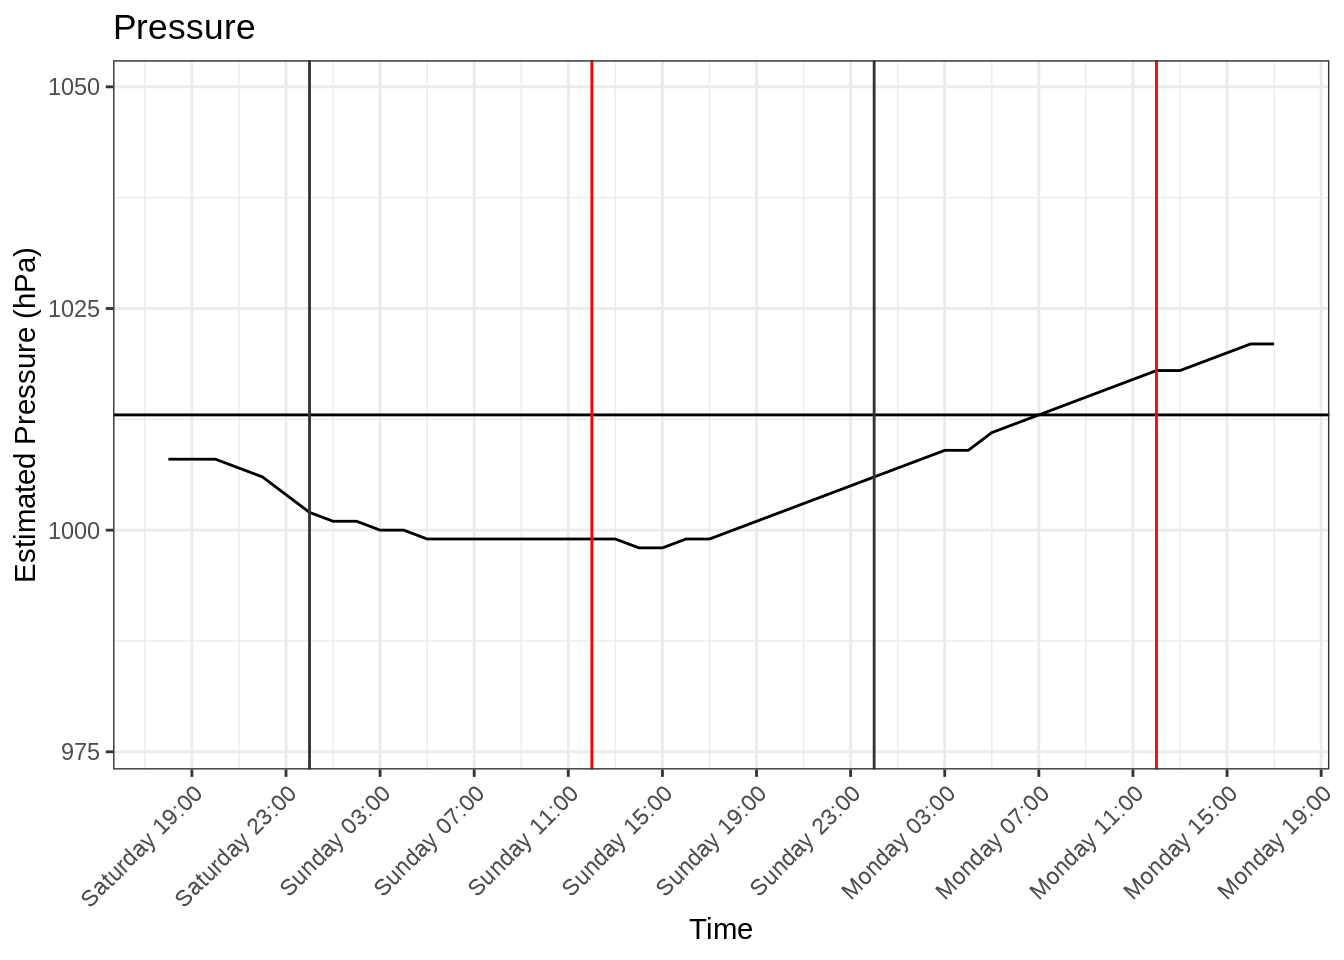 Pressure
Estimated Pressure (hPa)
1050
1025
1000
975
Saturday 19:00
Saturday 23:00
Sunday 03:00
Sunday 07:00
Sunday 11:00
Sunday 15:00
Sunday 19:00
Sunday 23:00
Monday 03:00
Monday 07:00
Monday 11:00
Monday 15:00
Monday 19:00
Time